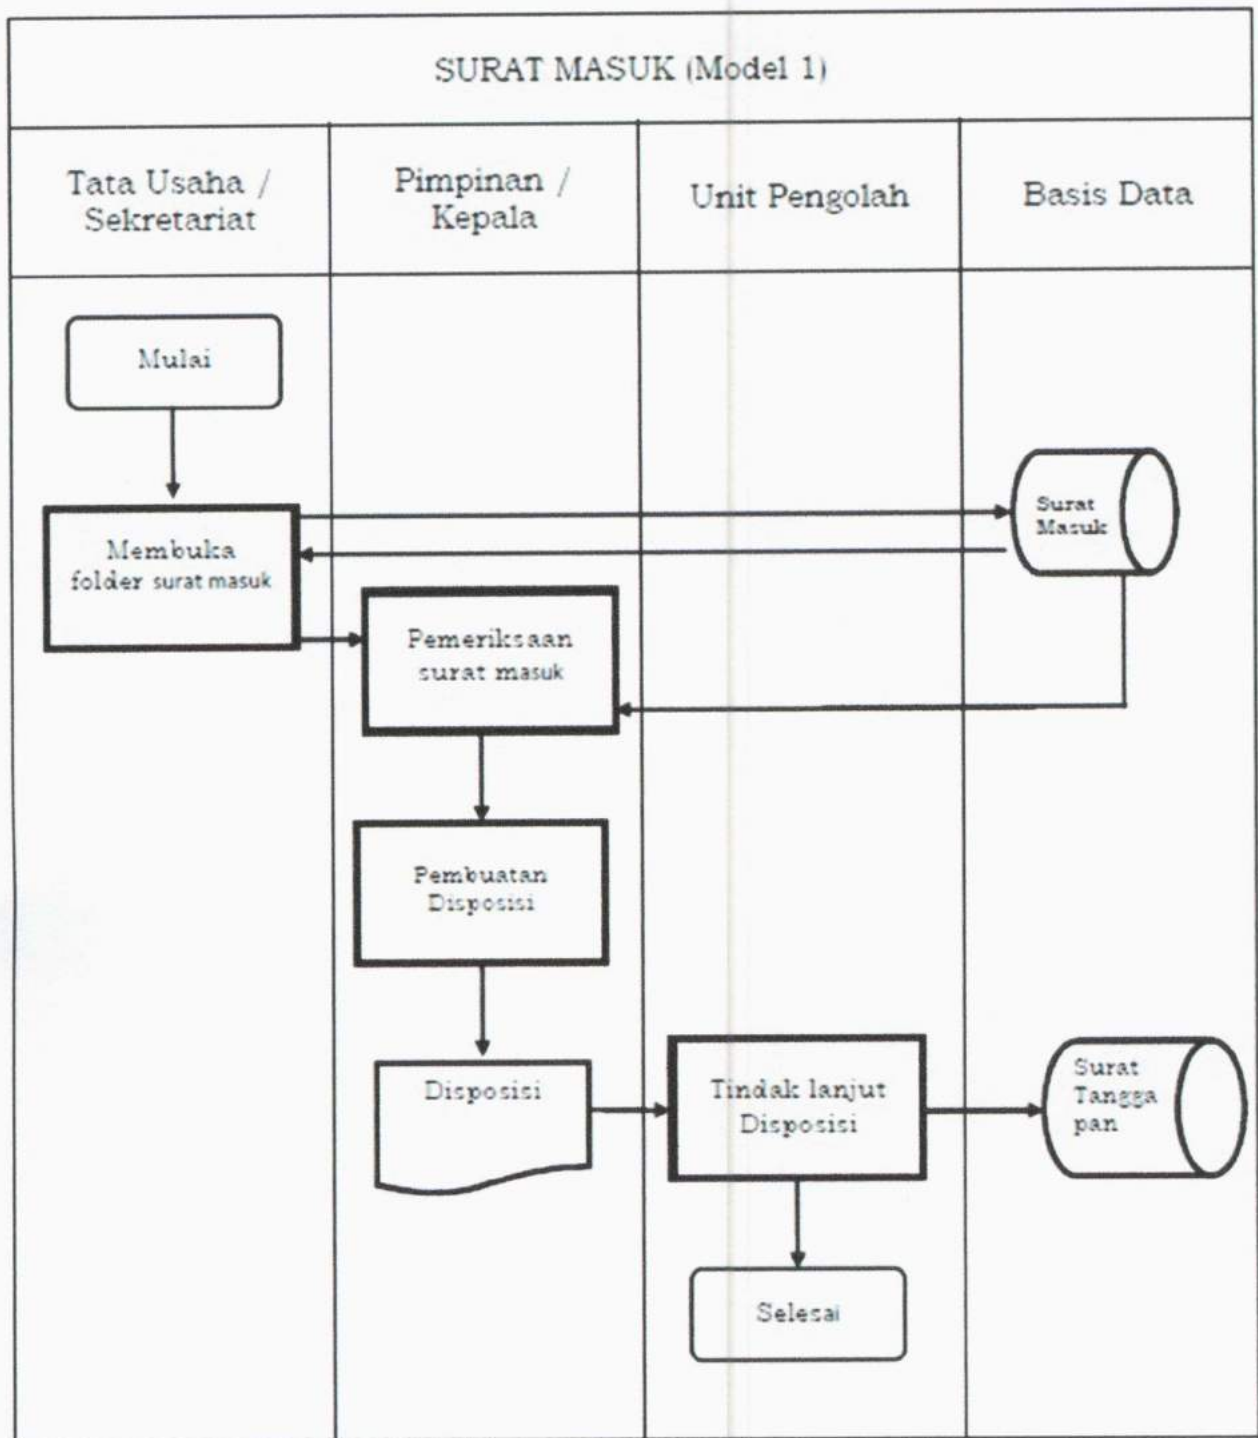 SURAT MASUK (Model 1)
Tata Usaha /
Sekretariat
Pimpinan /
Kepala
Unit Pengolah
Basis Data
Mulai
Surat
Masuk
Membuka
folder surat masuk
Pemeriksaan
surat masuk
Pembuatan
Disposisi
Disposisi
Tindak lanjut
Disposisi
Surat
Tangga
pan
Selesai